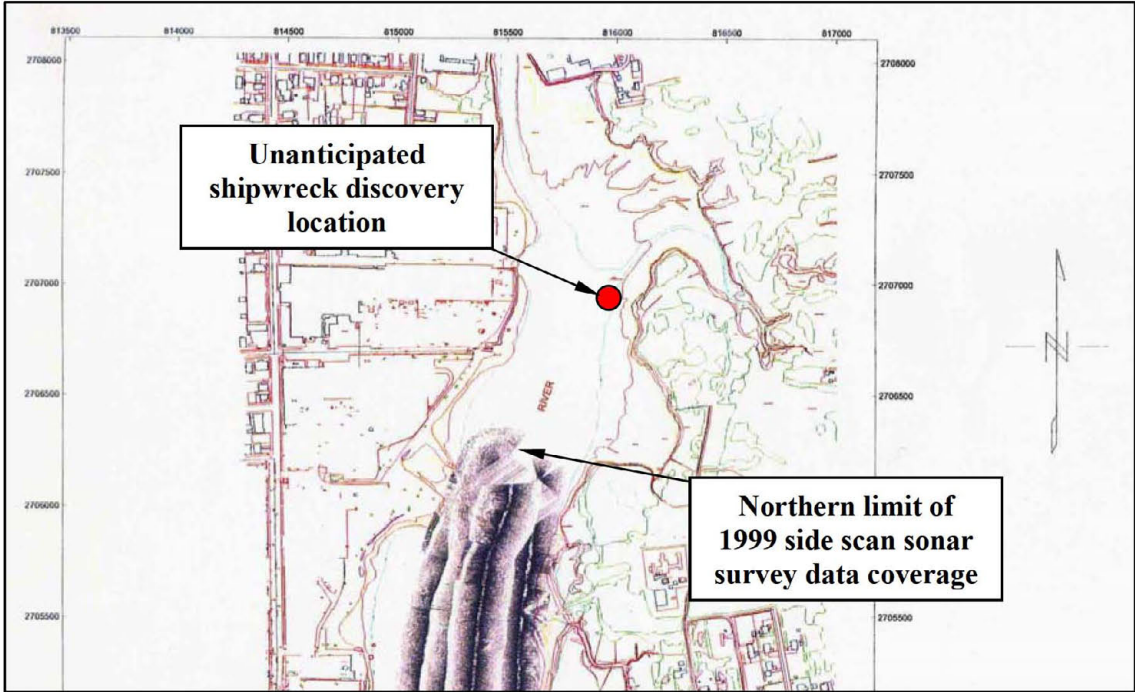 813500 814000 814500 815000 815500 816000 816500 817000
2708000 2708000
Unanticipated
shipwreck discovery
location
2707500 2707500
2707000 2707000
2706500 2706500
RIVER
Northern limit of
1999 side scan sonar
survey data coverage
2706000
2705500 2705500
N